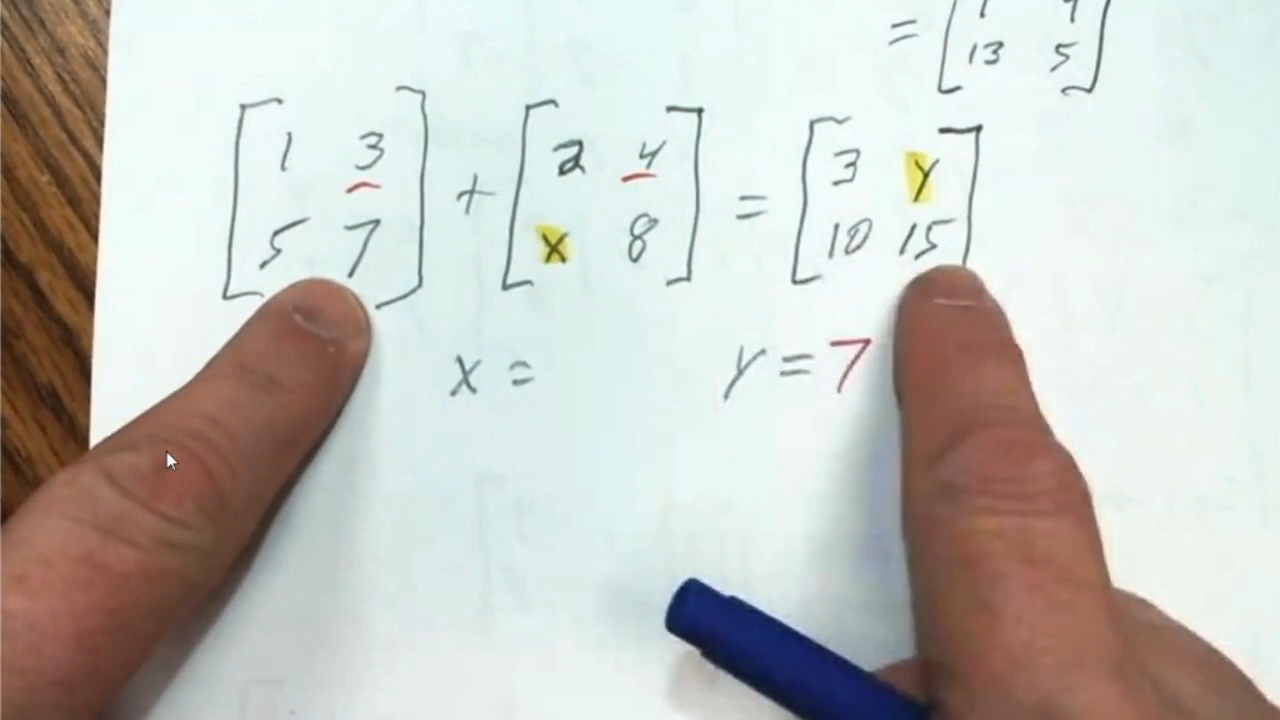 =
13 5
1 3 2 4 3 y
+ =
5 7 x 8 10 15
x = y = 7